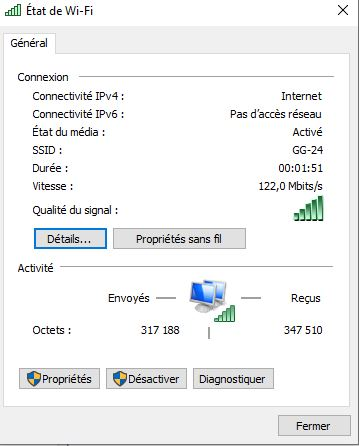 État de Wi-Fi
Général
Connexion
Connectivité IPv4 : Internet
Connectivité IPv6 : Pas d'accès réseau
État du média : Activé
SSID : GG-24
Durée : 00:01:51
Vitesse : 122,0 Mbits/s
Qualité du signal :
Détails... Propriétés sans fil
Activité
Envoyés — — Reçus
Octets : 317 188 | 347 510
Propriétés Désactiver Diagnostiquer
Fermer